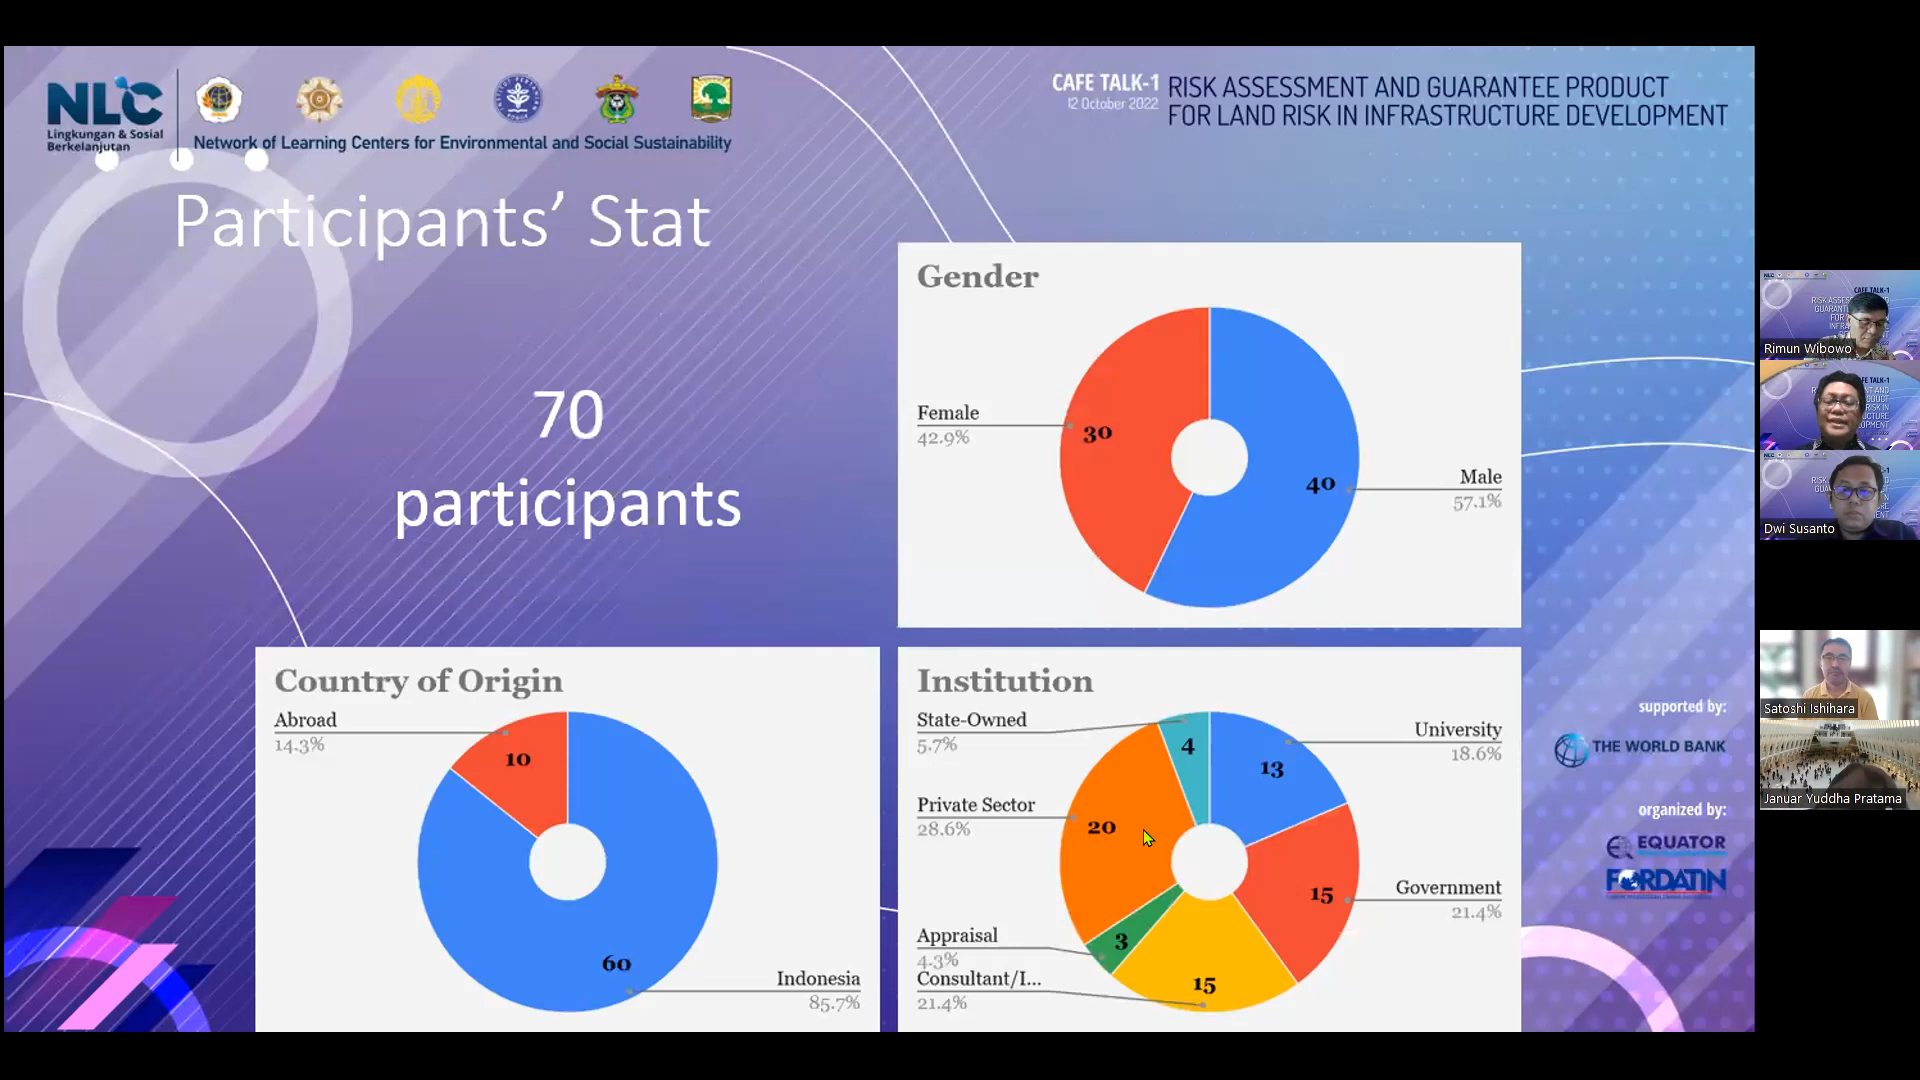 NLC
Lingkungan & Sosial
Berkelanjutan
Network of Learning Centers for Environmental and Social Sustainability
CAFE TALK-1
12 October 2022
RISK ASSESSMENT AND GUARANTEE PRODUCT
FOR LAND RISK IN INFRASTRUCTURE DEVELOPMENT
Participants’ Stat
70
participants
Gender
Female
42.9%
30
40
Male
57.1%
Country of Origin
Abroad
14.3%
10
60
Indonesia
85.7%
Institution
State-Owned
5.7%
4
University
18.6%
13
Private Sector
28.6%
20
Government
21.4%
15
Appraisal
4.3%
3
Consultant/I...
21.4%
15
supported by:
THE WORLD BANK
organized by:
EQUATOR
FORDATIN
Rimun Wibowo
Dwi Susanto
Satoshi Ishihara
Januar Yuddha Pratama